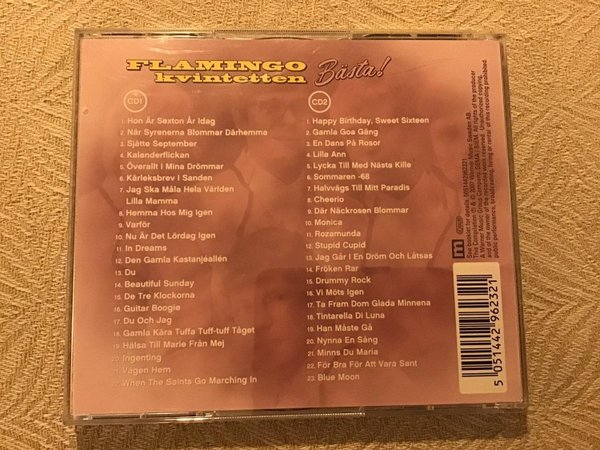 FLAMINGO
kvintetten Bästa!
CD1
1. Hon Är Sexton År Idag
2. När Syrenerna Blommar Därhemma
3. Sjätte September
4. Kalenderflickan
5. Överallt I Mina Drömmar
6. Kärleksbrev I Sanden
7. Jag Ska Måla Hela Världen
Lilla Mamma
8. Hemma Hos Mig Igen
9. Varför
10. Nu Är Det Lördag Igen
11. In Dreams
12. Den Gamla Kastanjeallén
13. Du
14. Beautiful Sunday
15. De Tre Klockorna
16. Guitar Boogie
17. Du Och Jag
18. Gamla Kära Tuffa Tuff-tuff Tåget
19. Hälsa Till Marie Från Mej
20. Ingenting
21. Vägen Hem
22. When The Saints Go Marching In
CD2
1. Happy Birthday, Sweet Sixteen
2. Gamla Goa Gäng
3. En Dans På Rosor
4. Lilla Ann
5. Lycka Till Med Nästa Kille
6. Sommaren -68
7. Halvvägs Till Mitt Paradis
8. Cheerio
9. Där Näckrosen Blommar
10. Monica
11. Rozamunda
12. Stupid Cupid
13. Jag Går I En Dröm Och Låtsas
14. Fröken Rar
15. Drummy Rock
16. Vi Möts Igen
17. Ta Fram Dom Glada Minnena
18. Tintarella Di Luna
19. Han Måste Gå
20. Nynna En Sång
21. Minns Du Maria
22. För Bra För Att Vara Sant
23. Blue Moon
m
5 051442 962321